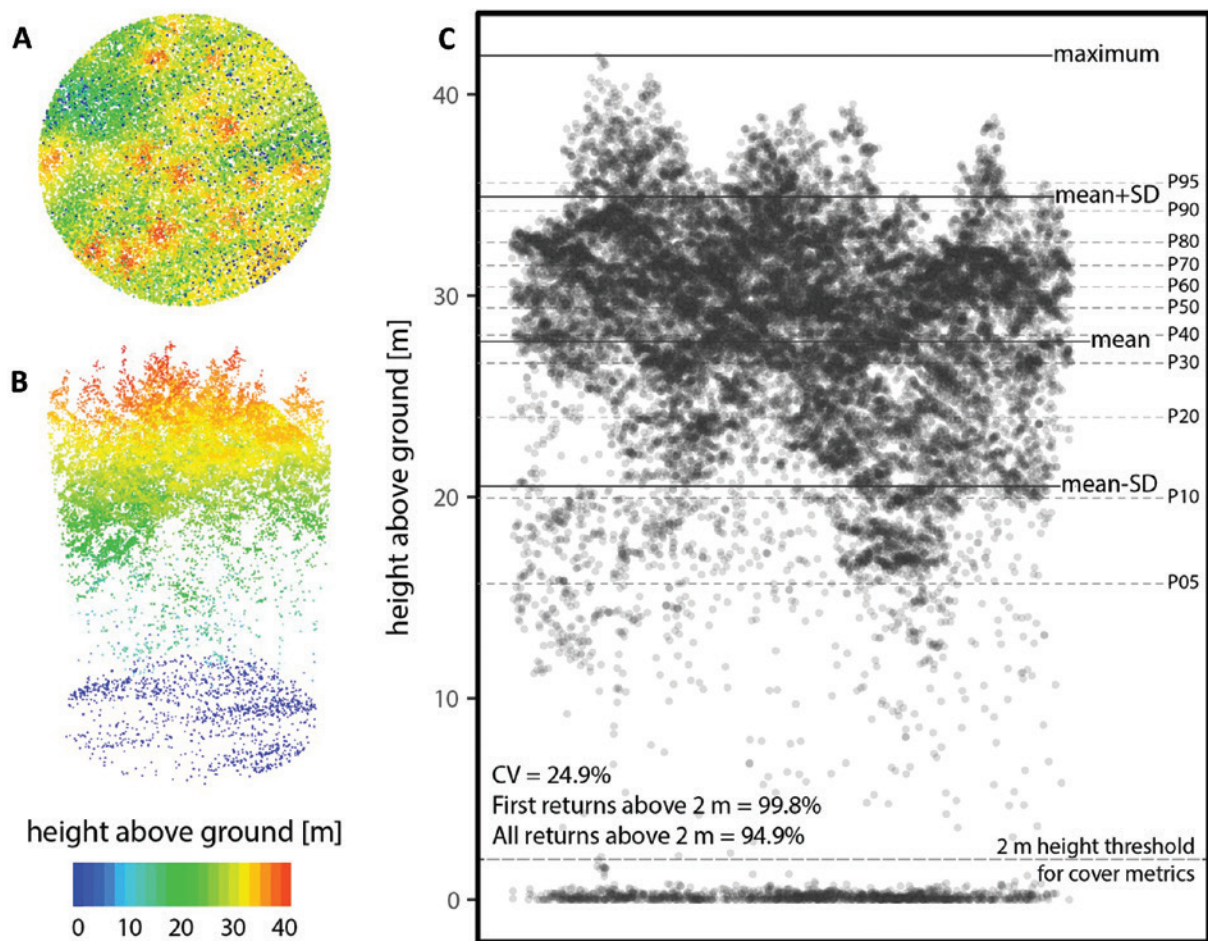 A
B
height above ground [m]
0 10 20 30 40
C
height above ground [m]
40
30
20
10
0
maximum
P95
mean+SD
P90
P80
P70
P60
P50
P40
mean
P30
P20
mean-SD
P10
P05
CV = 24.9%
First returns above 2 m = 99.8%
All returns above 2 m = 94.9%
2 m height threshold
for cover metrics